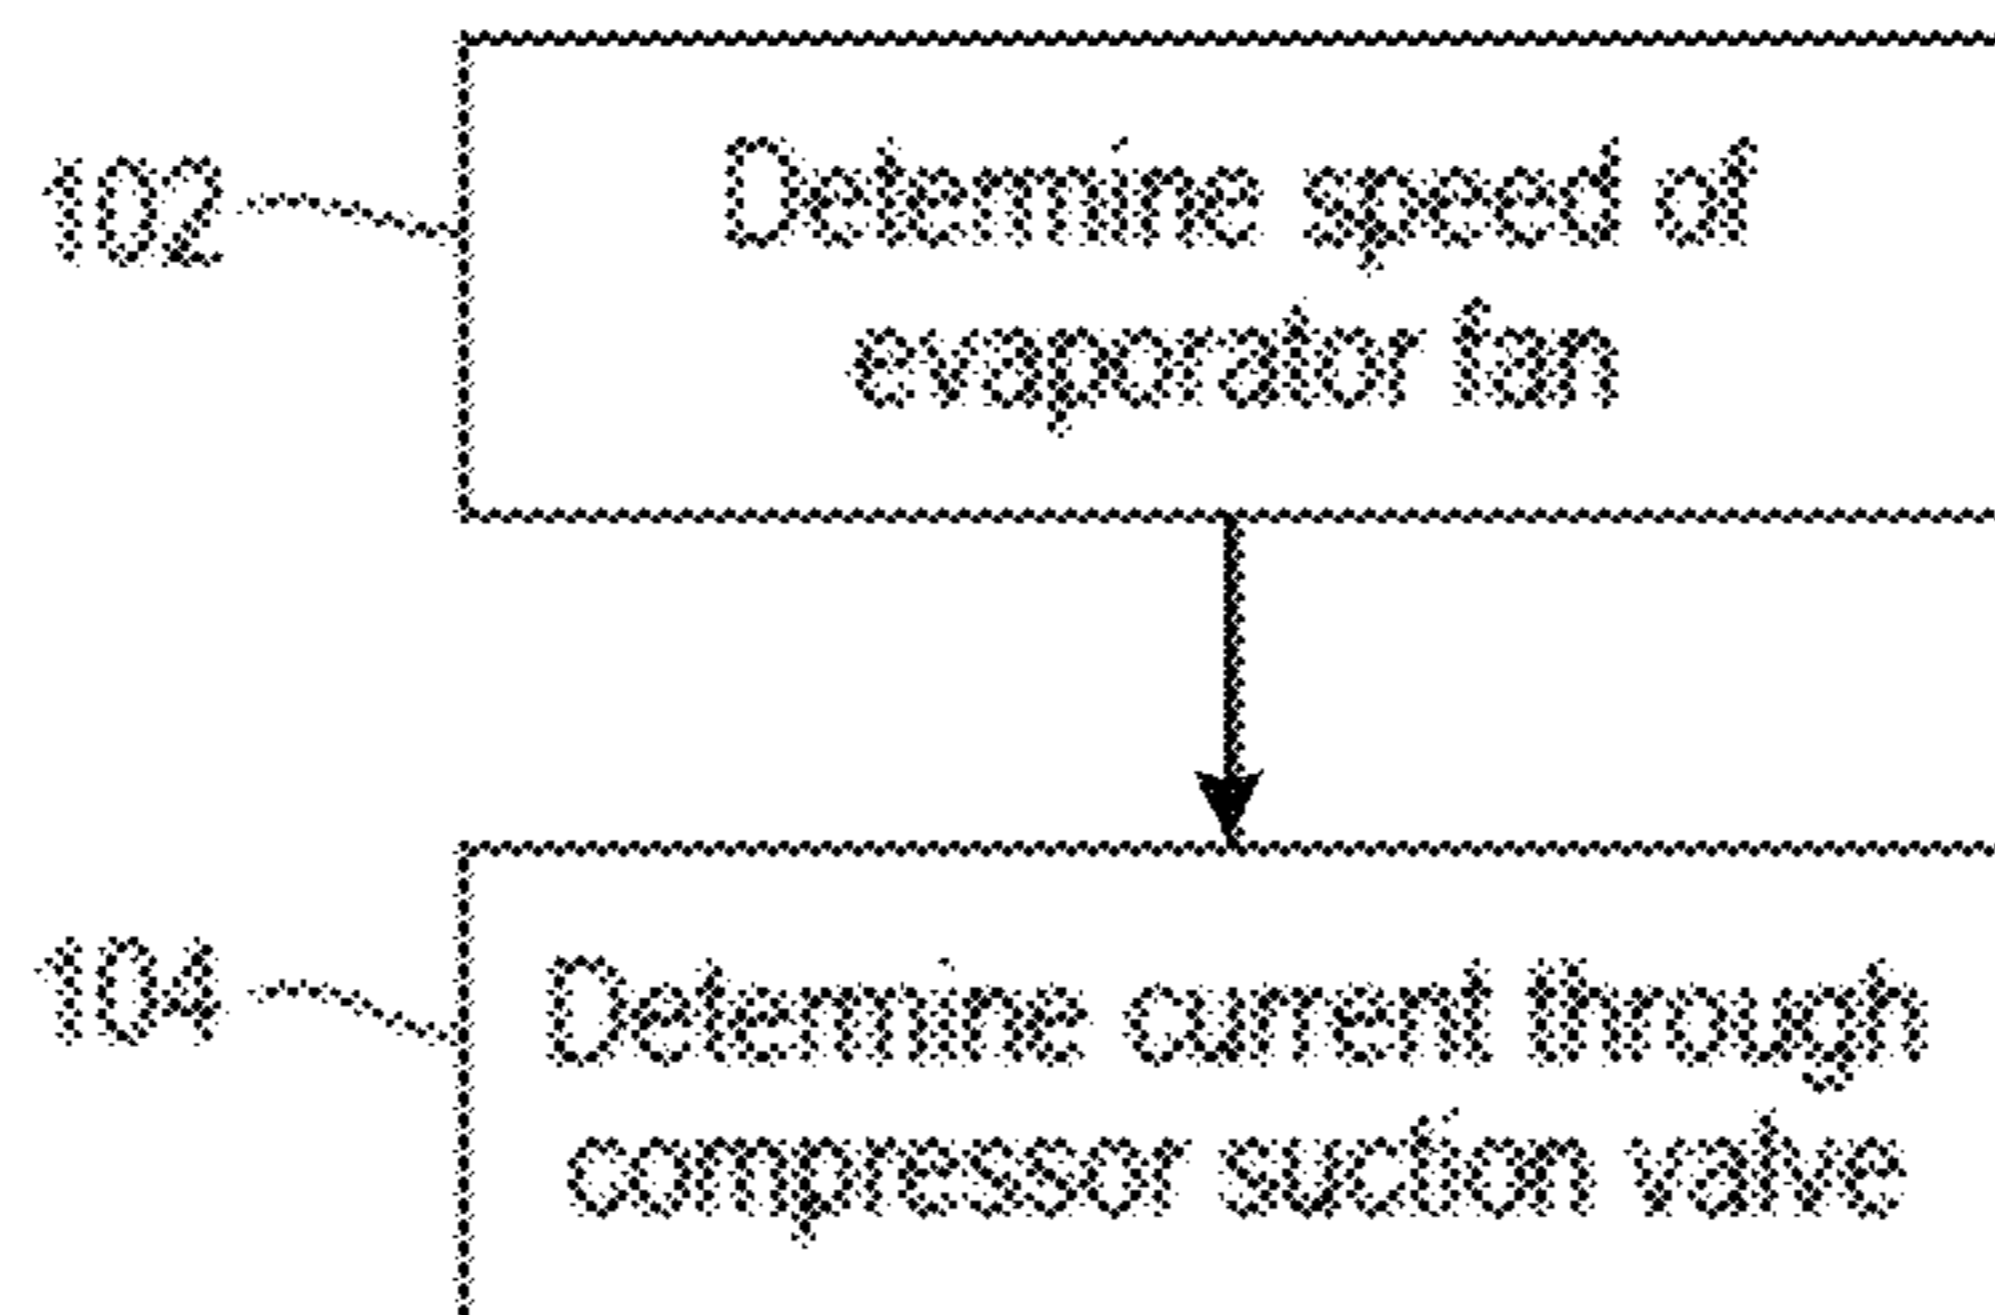 102
Determine speed of
evaporator fan
104
Determine current through
compressor suction valve